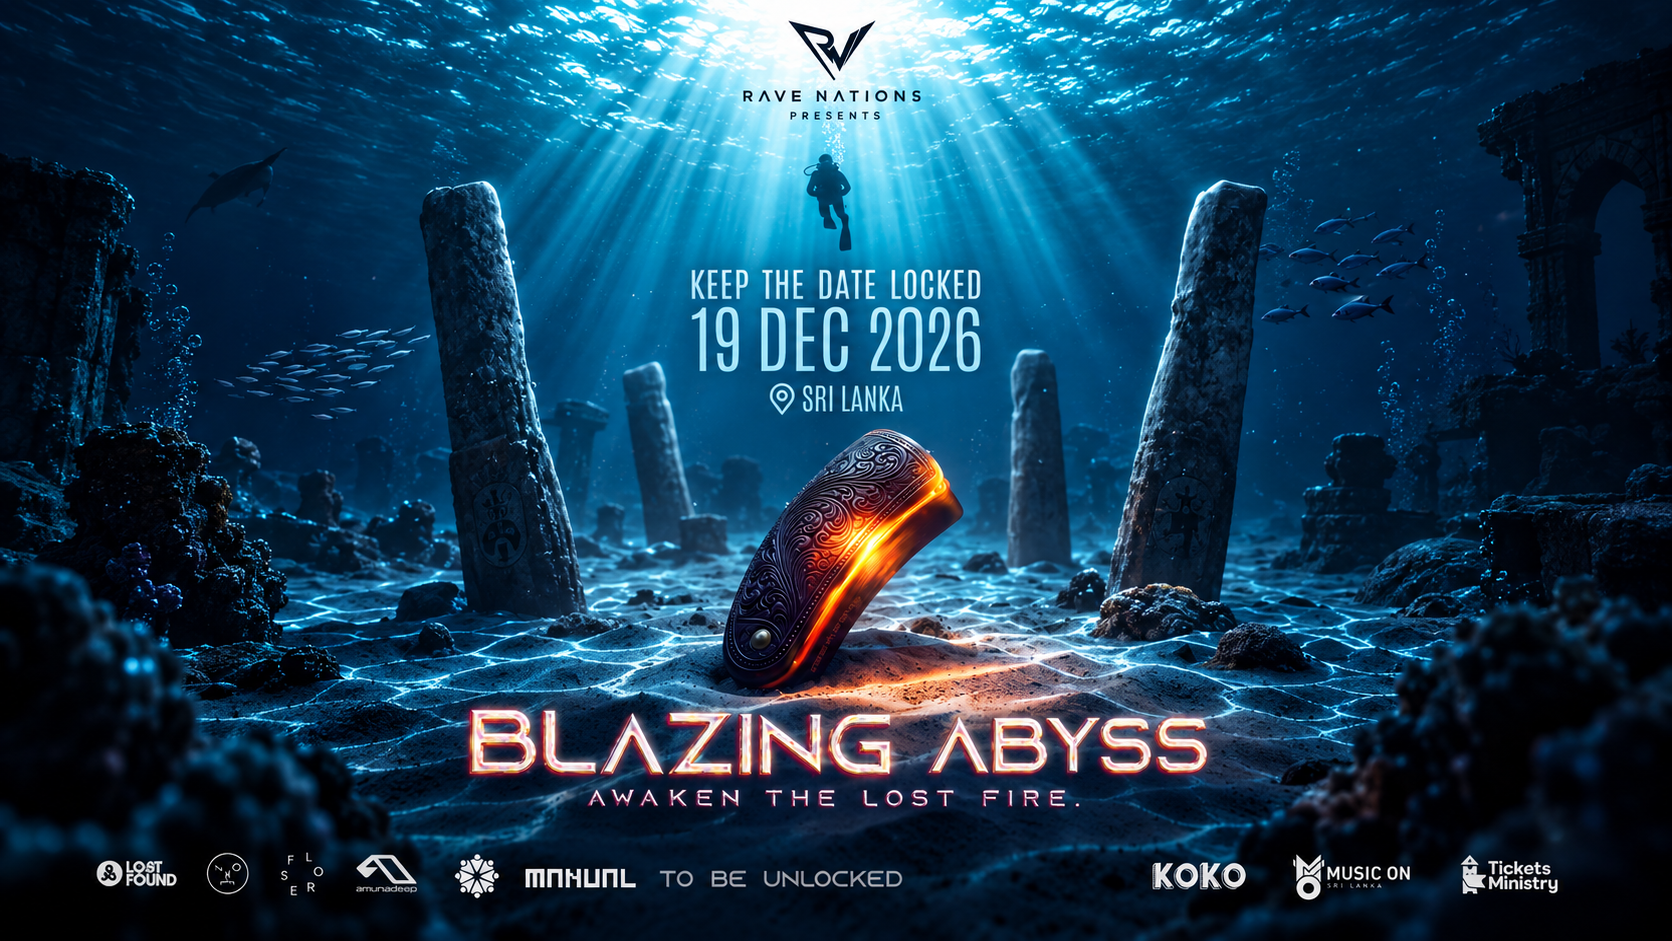 RAVE NATIONS
PRESENTS
KEEP THE DATE LOCKED
19 DEC 2026
SRI LANKA
BLAZING ABYSS
AWAKEN THE LOST FIRE.
LOST
FOUND
F L
O
S E R
amunadeep
MANUAL
TO BE UNLOCKED
KOKO
MUSIC ON
SRI LANKA
Tickets
Ministry